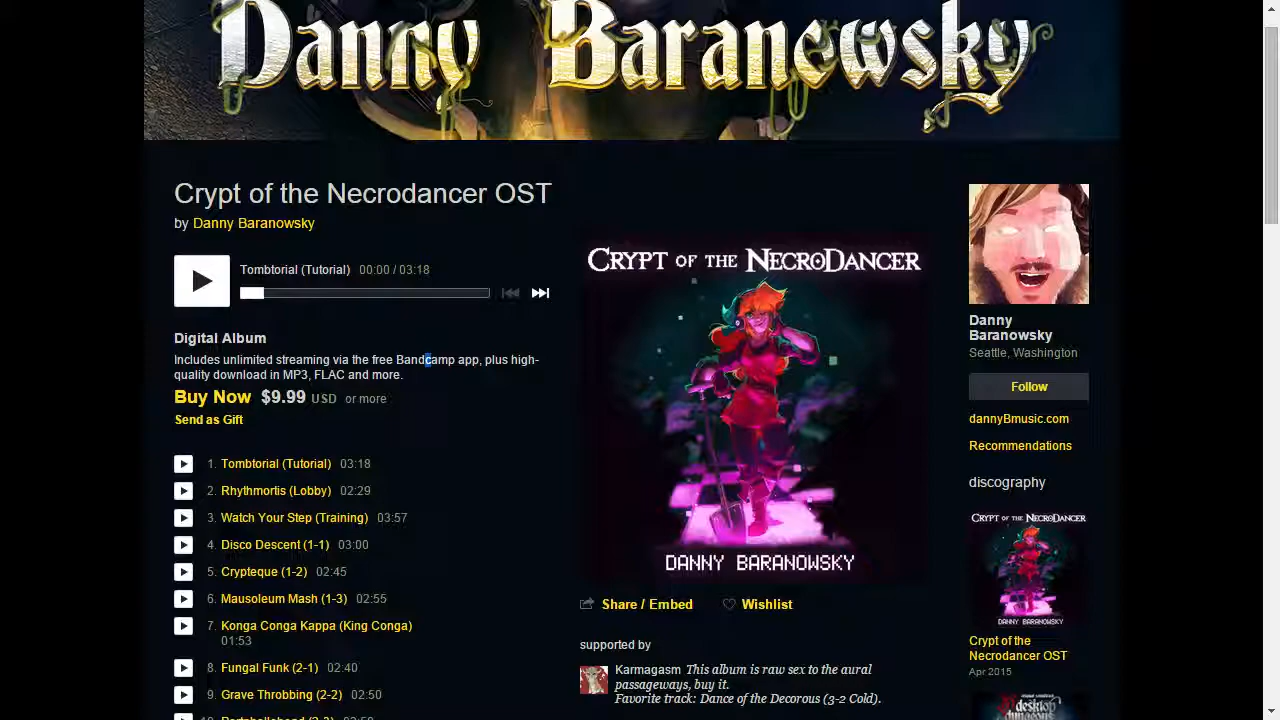 Danny Baranowsky
Crypt of the Necrodancer OST
by Danny Baranowsky
Tombtorial (Tutorial) 00:00 / 03:18
Digital Album
Includes unlimited streaming via the free Bandcamp app, plus high-
quality download in MP3, FLAC and more.
Buy Now $9.99 USD or more
Send as Gift
1. Tombtorial (Tutorial) 03:18
2. Rhythmortis (Lobby) 02:29
3. Watch Your Step (Training) 03:57
4. Disco Descent (1-1) 03:00
5. Crypteque (1-2) 02:45
6. Mausoleum Mash (1-3) 02:55
7. Konga Conga Kappa (King Conga)
01:53
8. Fungal Funk (2-1) 02:40
9. Grave Throbbing (2-2) 02:50
CRYPT OF THE NECRODANCER
DANNY BARANOWSKY
Share / Embed
Wishlist
supported by
Karmagasm This album is raw sex to the aural
passageways, buy it.
Favorite track: Dance of the Decorous (3-2 Cold).
Danny
Baranowsky
Seattle, Washington
Follow
dannyBmusic.com
Recommendations
discography
CRYPT OF THE NECRODANCER
DANNY BARANOWSKY
Crypt of the
Necrodancer OST
Apr 2015
desktop
dungeons